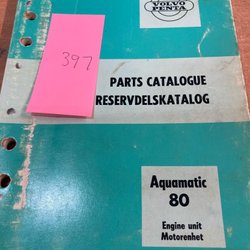 VOLVO
PENTA
397
PARTS CATALOGUE
RESERVDELSKATALOG
Aquamatic
80
Engine unit
Motorenhet